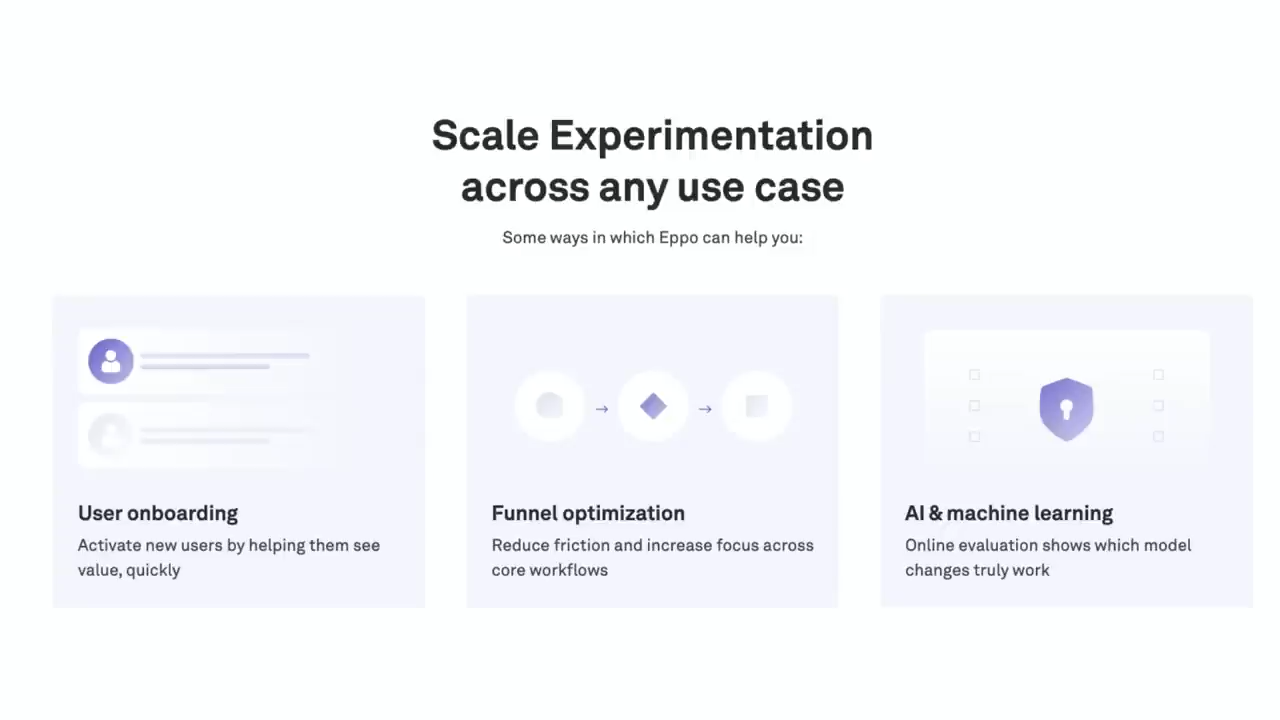 Scale Experimentation
across any use case
Some ways in which Eppo can help you:
User onboarding
Activate new users by helping them see
value, quickly
Funnel optimization
Reduce friction and increase focus across
core workflows
AI & machine learning
Online evaluation shows which model
changes truly work